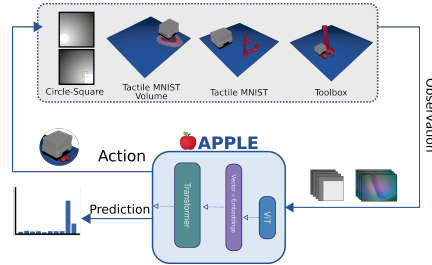 Circle-Square
Tactile MNIST
Volume
Tactile MNIST
Toolbox
Observation
APPLE
Action
Transformer
Vector + Embeddings
ViT
Prediction